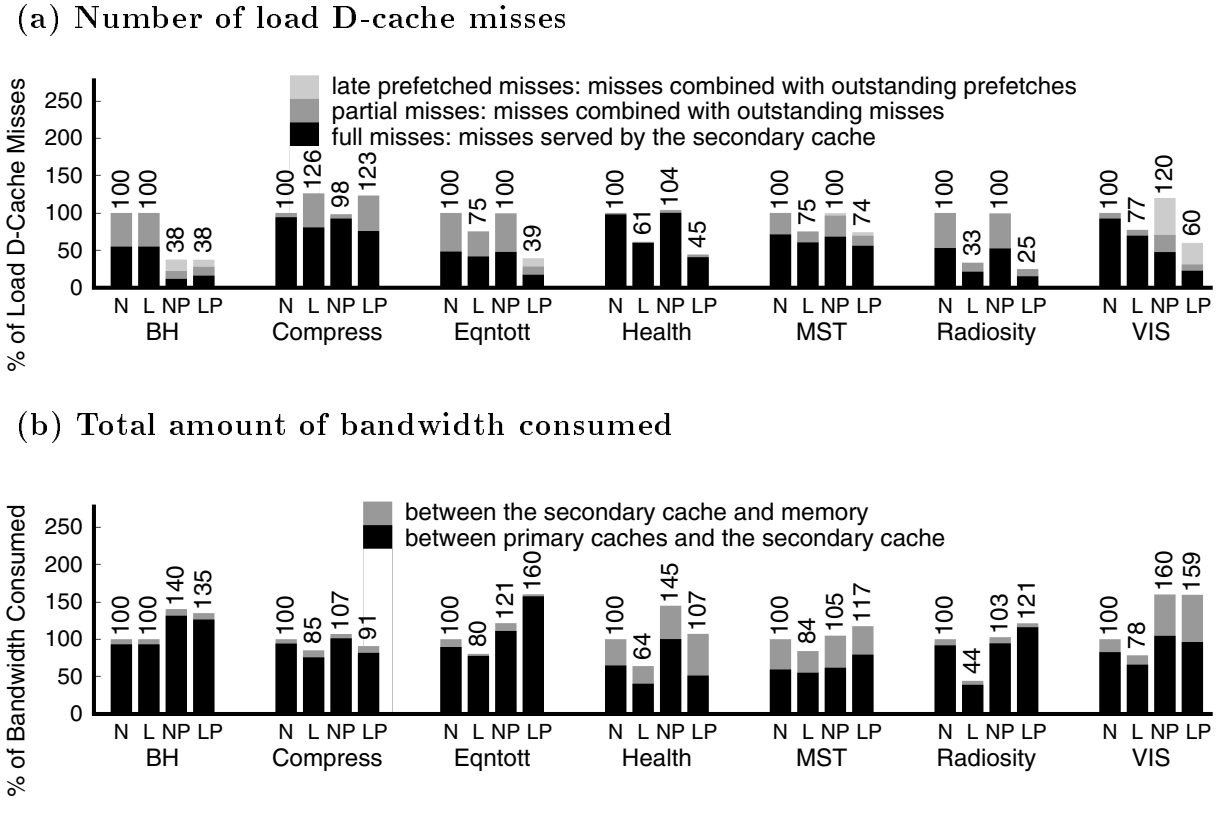 (a) Number of load D-cache misses
% of Load D-Cache Misses
late prefetched misses: misses combined with outstanding prefetches
partial misses: misses combined with outstanding misses
full misses: misses served by the secondary cache
250
200
150
100
50
0
100 100 38 38
100 126 98 123
100 75 100 39
100 61 104 45
100 75 100 74
100 33 100 25
100 77 120 60
N L NP LP N L NP LP N L NP LP N L NP LP N L NP LP N L NP LP N L NP LP
BH Compress Eqntott Health MST Radiosity VIS
(b) Total amount of bandwidth consumed
% of Bandwidth Consumed
between the secondary cache and memory
between primary caches and the secondary cache
250
200
150
100
50
0
100 100 140 135
100 85 107 91
100 80 121 160
100 64 145 107
100 84 105 117
100 44 103 121
100 78 160 159
N L NP LP N L NP LP N L NP LP N L NP LP N L NP LP N L NP LP N L NP LP
BH Compress Eqntott Health MST Radiosity VIS